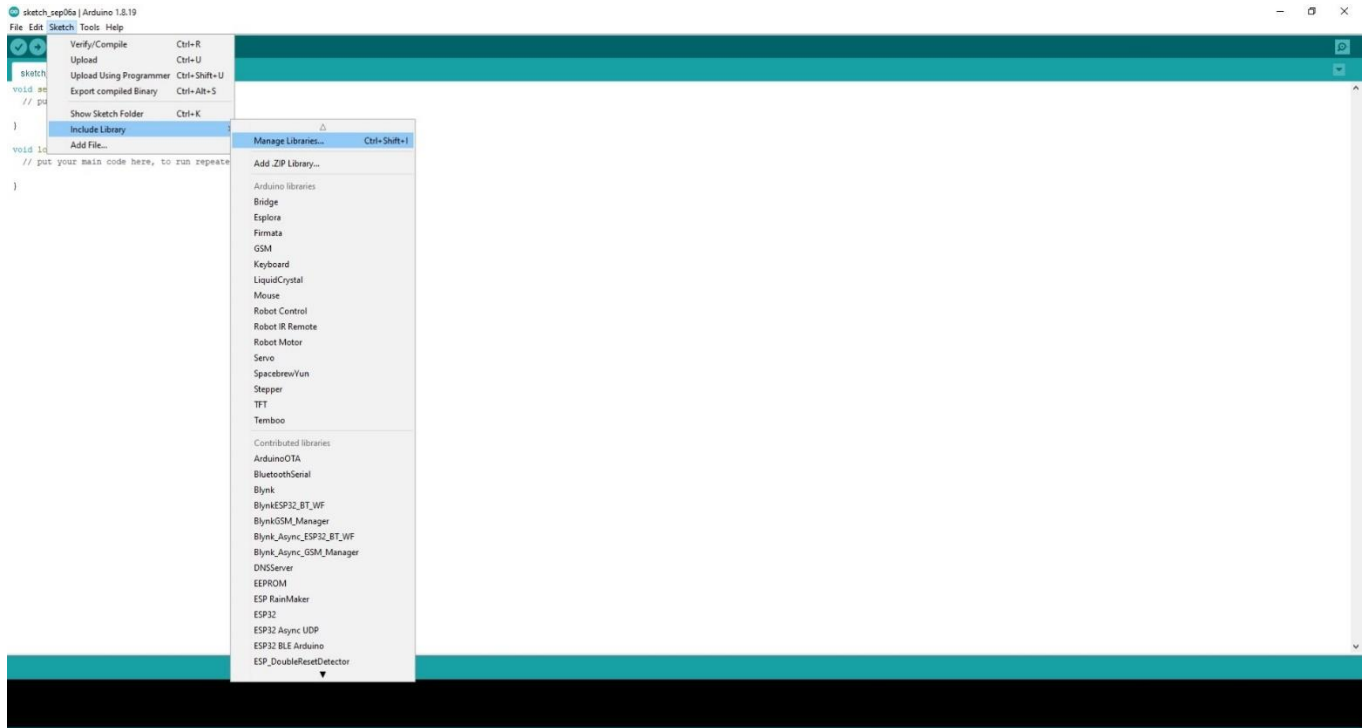 sketch_sep06a | Arduino 1.8.19
File Edit Sketch Tools Help
Verify/Compile Ctrl+R
Upload Ctrl+U
Upload Using Programmer Ctrl+Shift+U
Export compiled Binary Ctrl+Alt+S
Show Sketch Folder Ctrl+K
Include Library
Add File...
sketch
void se
// pu
}
void lo
// put your main code here, to run repeate
}
Manage Libraries... Ctrl+Shift+I
Add .ZIP Library...
Arduino libraries
Bridge
Esplora
Firmata
GSM
Keyboard
LiquidCrystal
Mouse
Robot Control
Robot IR Remote
Robot Motor
Servo
SpacebrewYun
Stepper
TFT
Temboo
Contributed libraries
ArduinoOTA
BluetoothSerial
Blynk
BlynkESP32_BT_WF
BlynkGSM_Manager
Blynk_Async_ESP32_BT_WF
Blynk_Async_GSM_Manager
DNSServer
EEPROM
ESP RainMaker
ESP32
ESP32 Async UDP
ESP32 BLE Arduino
ESP_DoubleResetDetector